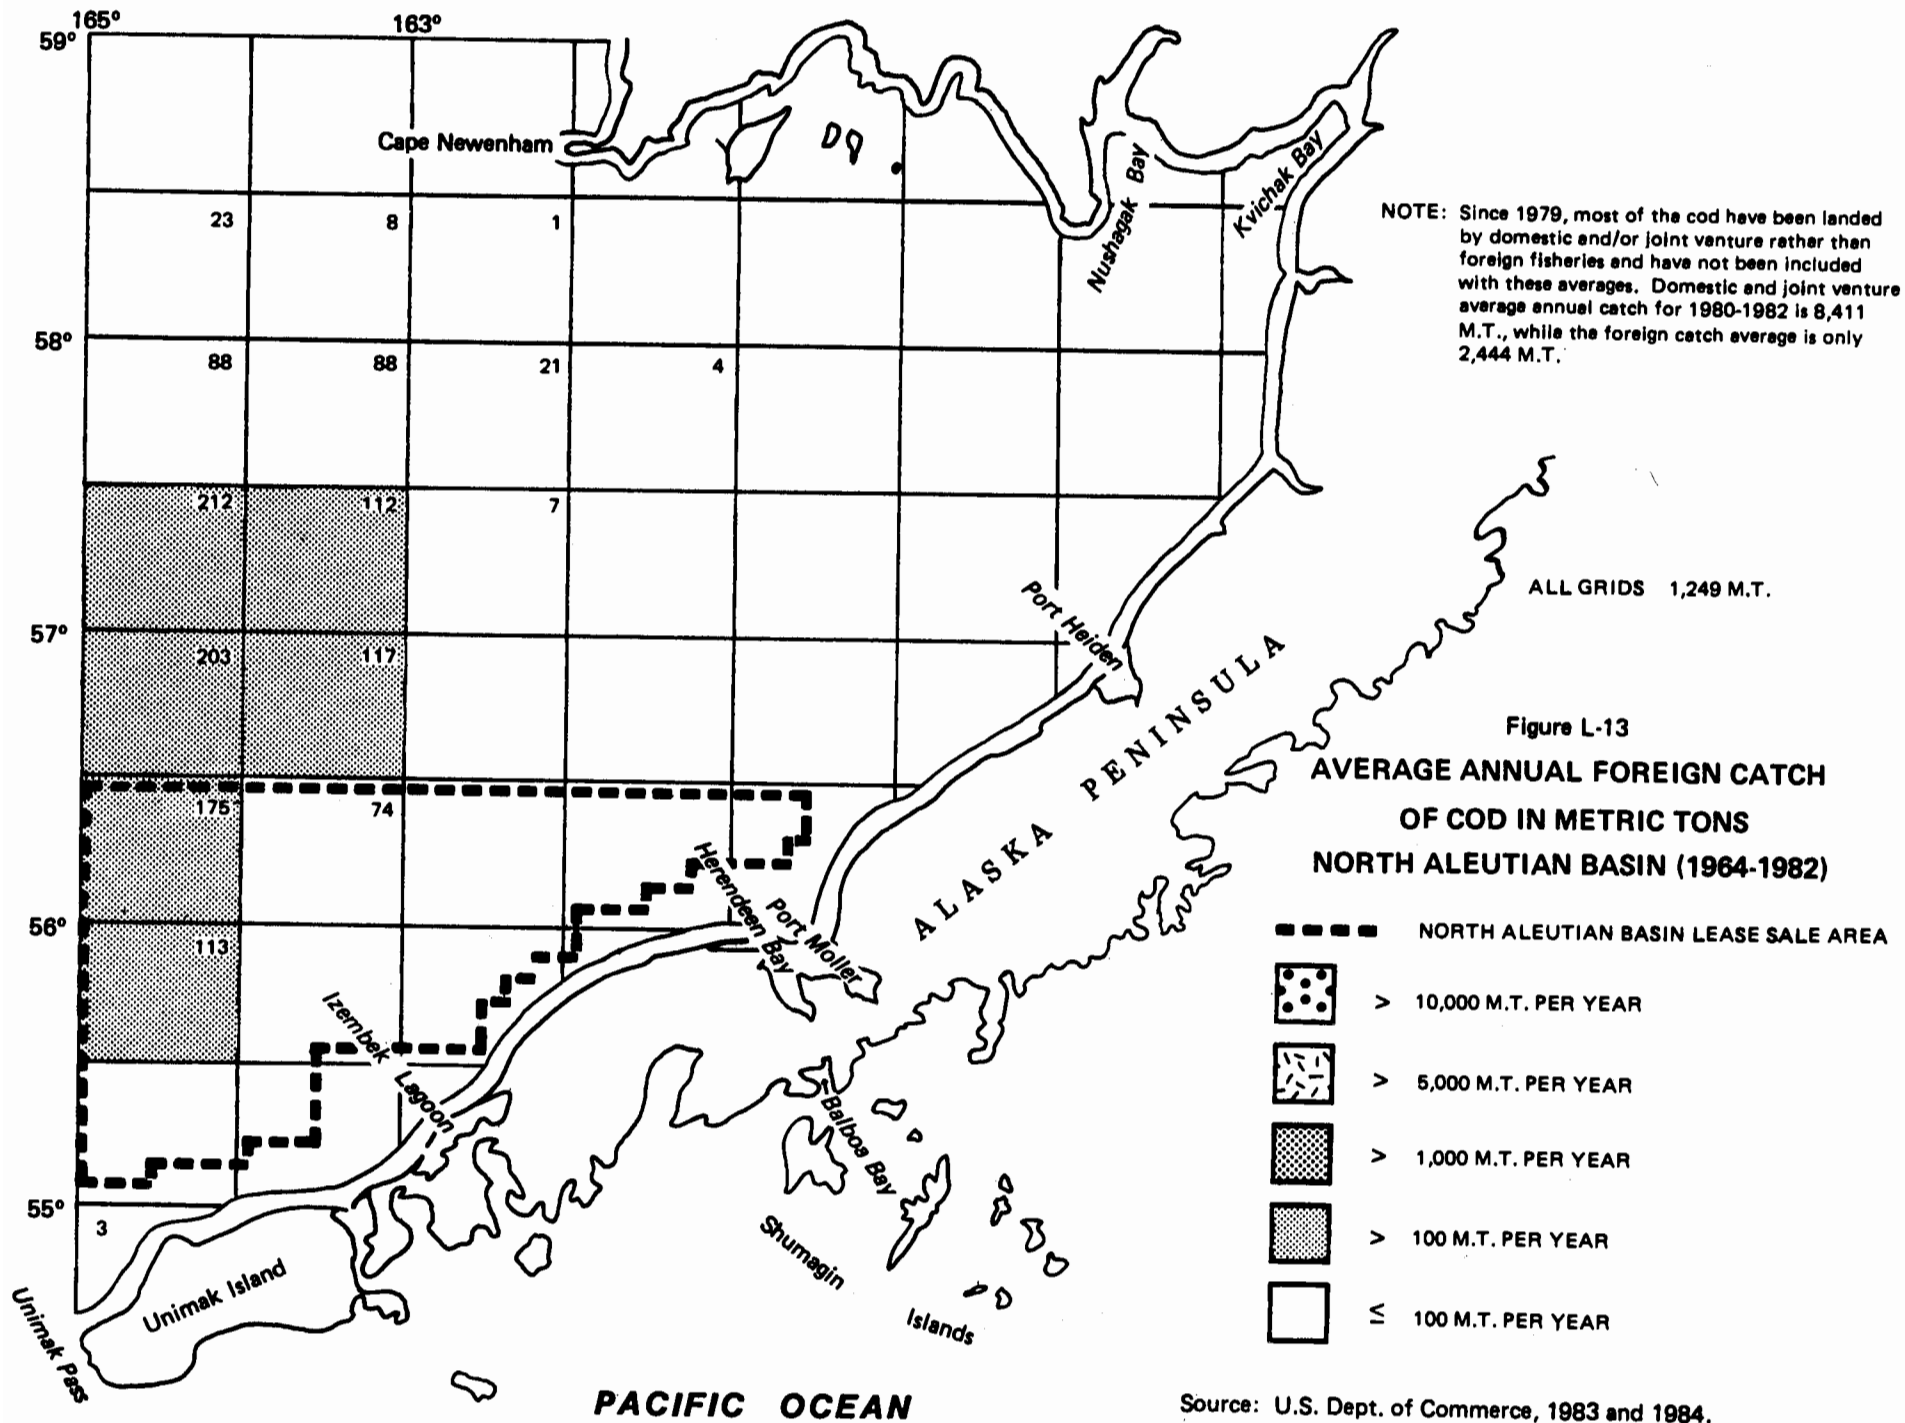 165°
163°
59°
Cape Newenham
Nushagak Bay
Kvichak Bay
23 8 1
NOTE: Since 1979, most of the cod have been landed
by domestic and/or joint venture rather than
foreign fisheries and have not been included
with these averages. Domestic and joint venture
average annual catch for 1980-1982 is 8,411
M.T., while the foreign catch average is only
2,444 M.T.
58°
88 88 21 4
212 112 7
57°
203 117
Port Heiden
ALL GRIDS 1,249 M.T.
ALASKA PENINSULA
175 74
Herendeen Bay
Port Moller
56°
113
Izembek Lagoon
Balboa Bay
55°
3
Unimak Island
Unimak Pass
Shumagin
Islands
PACIFIC OCEAN
Figure L-13
AVERAGE ANNUAL FOREIGN CATCH
OF COD IN METRIC TONS
NORTH ALEUTIAN BASIN (1964-1982)
NORTH ALEUTIAN BASIN LEASE SALE AREA
> 10,000 M.T. PER YEAR
> 5,000 M.T. PER YEAR
> 1,000 M.T. PER YEAR
> 100 M.T. PER YEAR
≤ 100 M.T. PER YEAR
Source: U.S. Dept. of Commerce, 1983 and 1984.